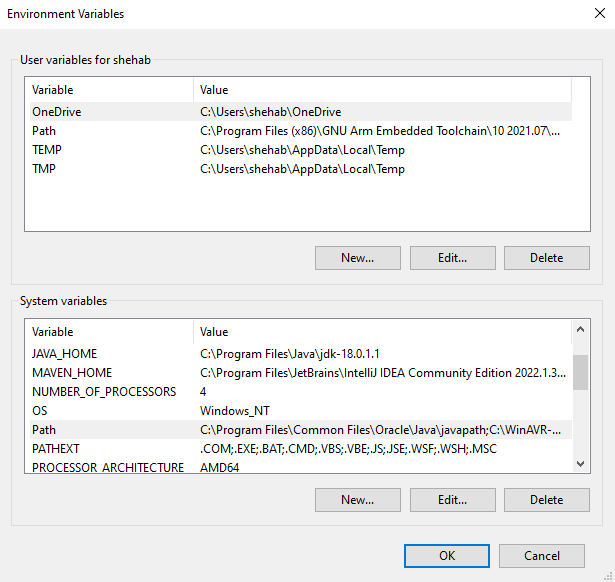 Environment Variables
User variables for shehab
Variable Value
OneDrive C:\Users\shehab\OneDrive
Path C:\Program Files (x86)\GNU Arm Embedded Toolchain\10 2021.07\...
TEMP C:\Users\shehab\AppData\Local\Temp
TMP C:\Users\shehab\AppData\Local\Temp
New... Edit... Delete
System variables
Variable Value
JAVA_HOME C:\Program Files\Java\jdk-18.0.1.1
MAVEN_HOME C:\Program Files\JetBrains\IntelliJ IDEA Community Edition 2022.1.3...
NUMBER_OF_PROCESSORS 4
OS Windows_NT
Path C:\Program Files\Common Files\Oracle\Java\javapath;C:\WinAVR-...
PATHEXT .COM;.EXE;.BAT;.CMD;.VBS;.VBE;.JS;.JSE;.WSF;.WSH;.MSC
PROCESSOR_ARCHITECTURE AMD64
New... Edit... Delete
OK Cancel